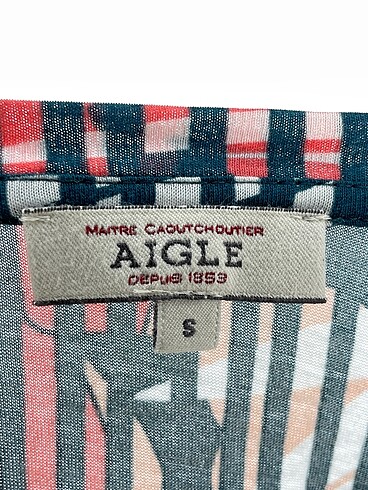 MAITRE CAOUTCHOUTIER
AIGLE
DEPUIS 1853
S